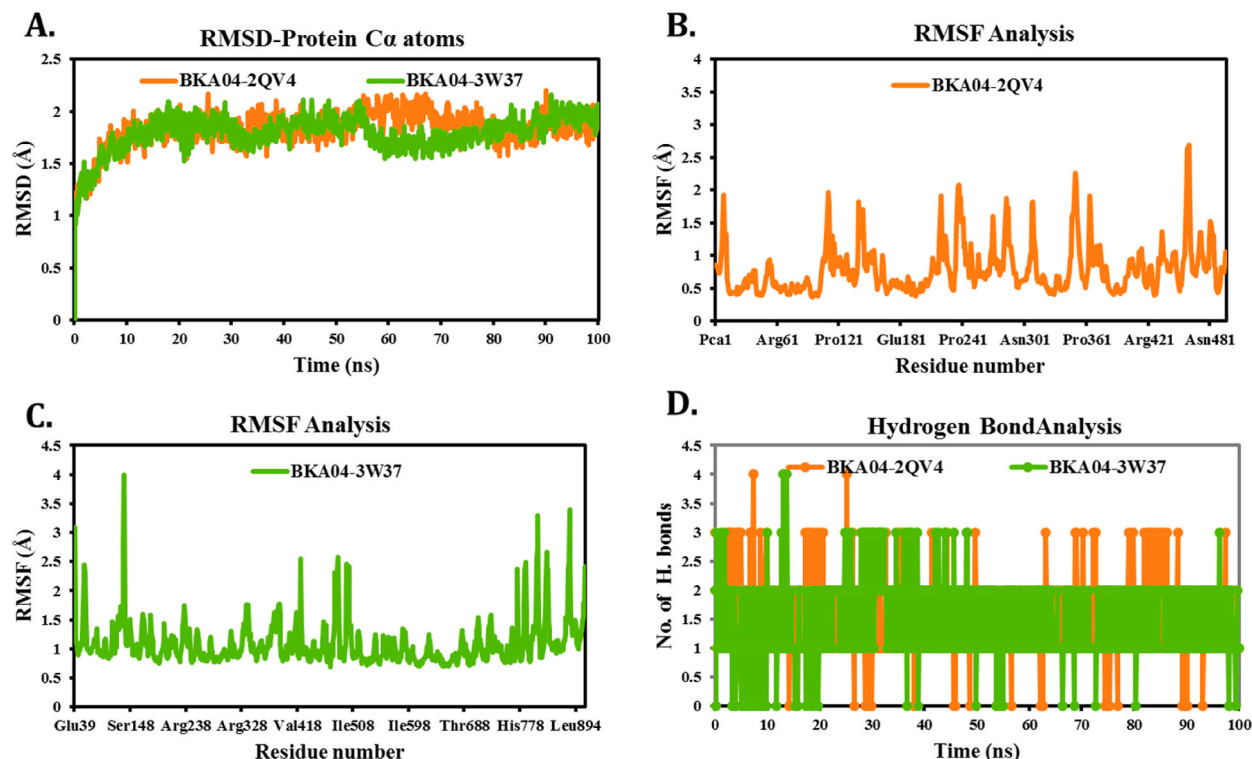 A.
RMSD-Protein Cα atoms
BKA04-2QV4 BKA04-3W37
2.5
2
1.5
1
0.5
0
RMSD (Å)
0 10 20 30 40 50 60 70 80 90 100
Time (ns)
B.
RMSF Analysis
BKA04-2QV4
4
3.5
3
2.5
2
1.5
1
0.5
0
RMSF (Å)
Pca1 Arg61 Pro121 Glu181 Pro241 Asn301 Pro361 Arg421 Asn481
Residue number
C.
RMSF Analysis
BKA04-3W37
4.5
4
3.5
3
2.5
2
1.5
1
0.5
0
RMSF (Å)
Glu39 Ser148 Arg238 Arg328 Val418 Ile508 Ile598 Thr688 His778 Leu894
Residue number
D.
Hydrogen BondAnalysis
BKA04-2QV4 BKA04-3W37
4.5
4
3.5
3
2.5
2
1.5
1
0.5
0
No. of H. bonds
0 10 20 30 40 50 60 70 80 90 100
Time (ns)